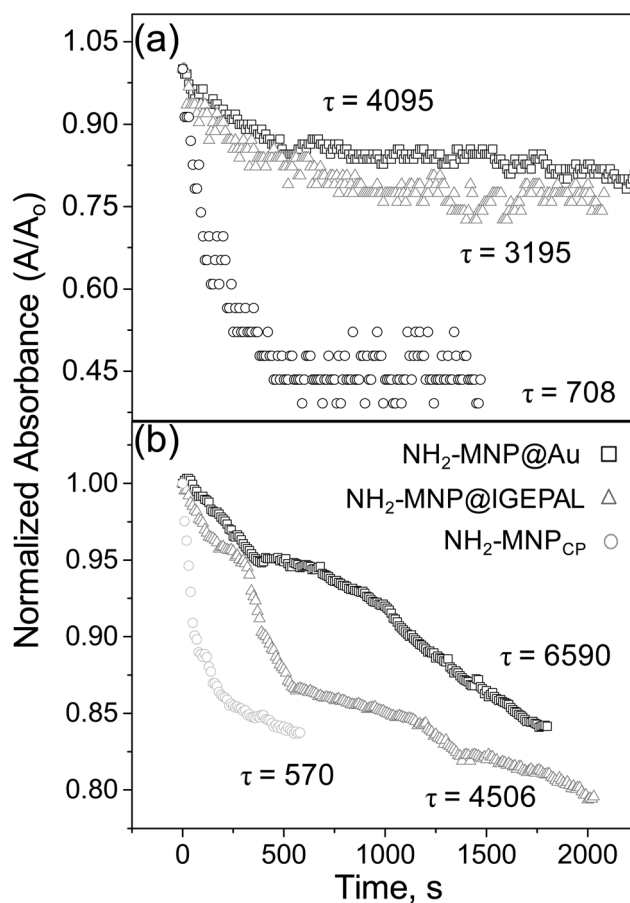 (a)
1.05
0.90
0.75
0.60
0.45
τ = 4095
τ = 3195
τ = 708
Normalized Absorbance (A/A₀)
(b)
1.00
0.95
0.90
0.85
0.80
NH₂-MNP@Au
NH₂-MNP@IGEPAL
NH₂-MNP_CP
τ = 6590
τ = 570
τ = 4506
0
500
1000
1500
2000
Time, s